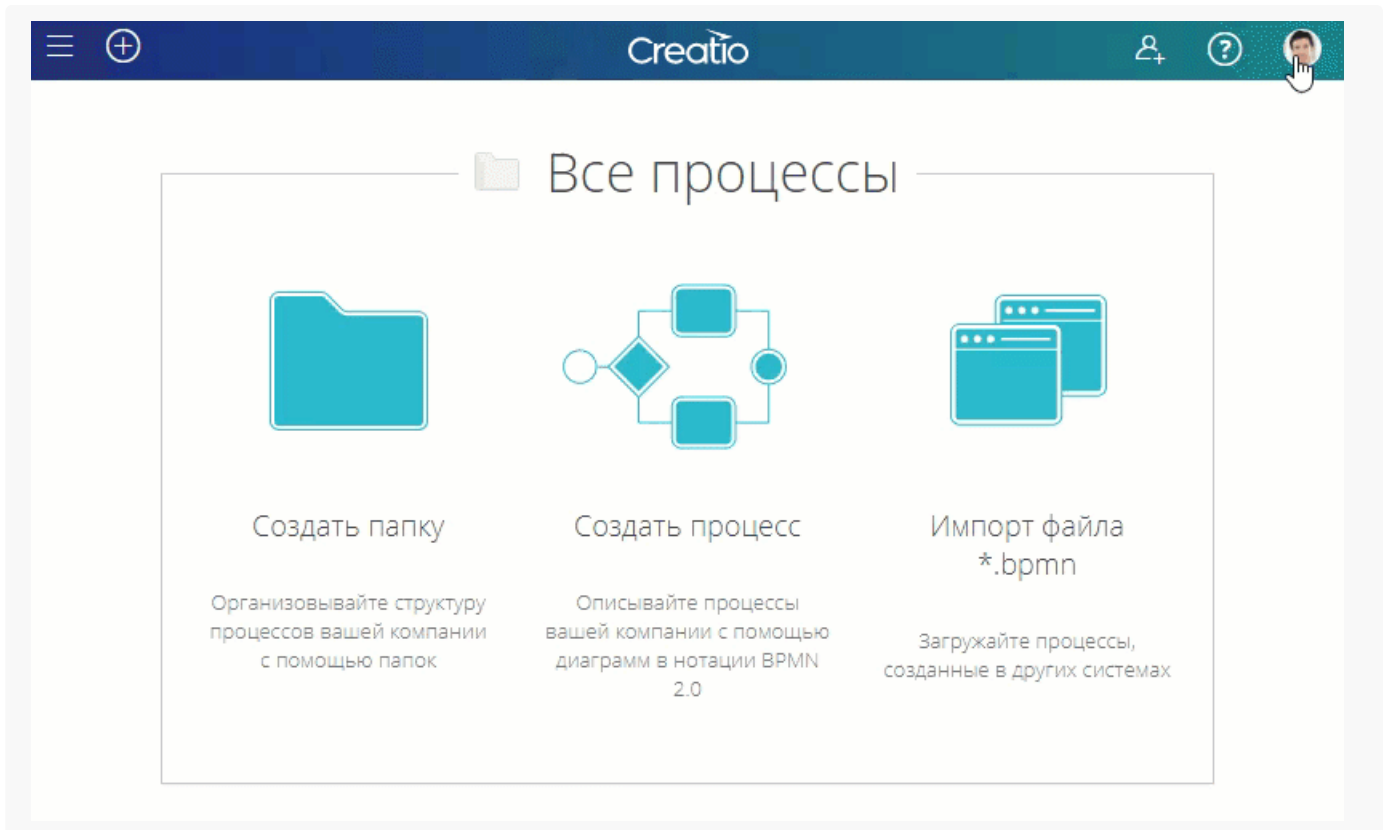 Creatio
Все процессы
Создать папку
Организовывайте структуру
процессов вашей компании
с помощью папок
Создать процесс
Описывайте процессы
вашей компании с помощью
диаграмм в нотации BPMN
2.0
Импорт файла
*.bpmn
Загружайте процессы,
созданные в других системах